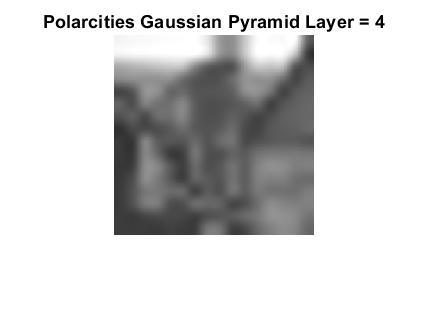 Polarcities Gaussian Pyramid Layer = 4